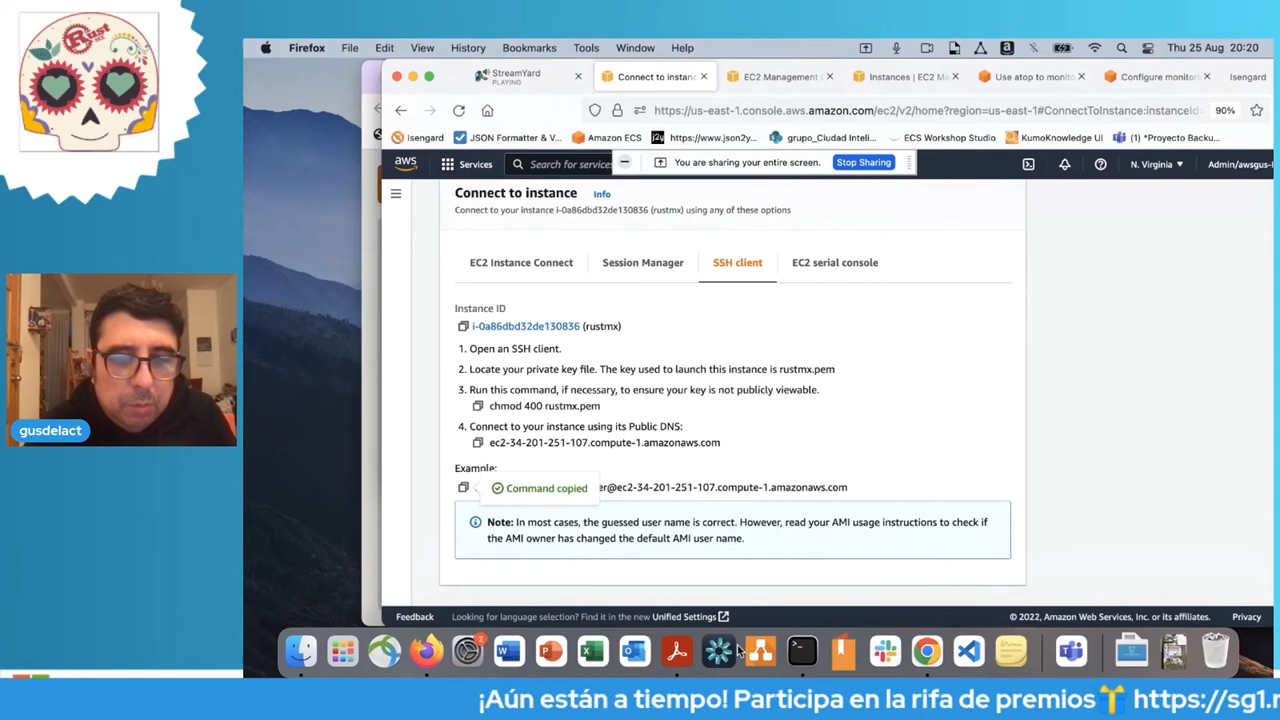 Rust
MX
Firefox File Edit View History Bookmarks Tools Window Help
Thu 25 Aug 20:20
StreamYard
PLAYING
Connect to instanc
EC2 Management C
Instances | EC2 Ma
Use atop to monito
Configure monitori
Isengard
https://us-east-1.console.aws.amazon.com/ec2/v2/home?region=us-east-1#ConnectToInstance:instanceId
90%
Isengard
JSON Formatter & V...
Amazon ECS
https://www.json2y...
grupo_Ciudad Inteli...
ECS Workshop Studio
KumoKnowledge UI
(1) *Proyecto Backu...
aws
Services
Search for service
You are sharing your entire screen.
Stop Sharing
N. Virginia
Admin/awsgus-
Connect to instance Info
Connect to your instance i-0a86dbd32de130836 (rustmx) using any of these options
EC2 Instance Connect
Session Manager
SSH client
EC2 serial console
Instance ID
i-0a86dbd32de130836 (rustmx)
1. Open an SSH client.
2. Locate your private key file. The key used to launch this instance is rustmx.pem
3. Run this command, if necessary, to ensure your key is not publicly viewable.
chmod 400 rustmx.pem
4. Connect to your instance using its Public DNS:
ec2-34-201-251-107.compute-1.amazonaws.com
Example:
Command copied
er@ec2-34-201-251-107.compute-1.amazonaws.com
Note: In most cases, the guessed user name is correct. However, read your AMI usage instructions to check if
the AMI owner has changed the default AMI user name.
gusdelact
Feedback
Looking for language selection? Find it in the new Unified Settings
© 2022, Amazon Web Services, Inc. or its affiliates.
Privacy
2
¡Aún están a tiempo! Participa en la rifa de premios https://sg1.